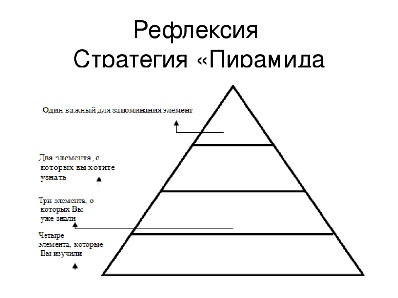 Рефлексия
Стратегия «Пирамида
Один важный для запоминания элемент
Два элемента, о
которых вы хотите
узнать
Три элемента, о
которых Вы
уже знали
Четыре
элемента, которые
Вы изучили